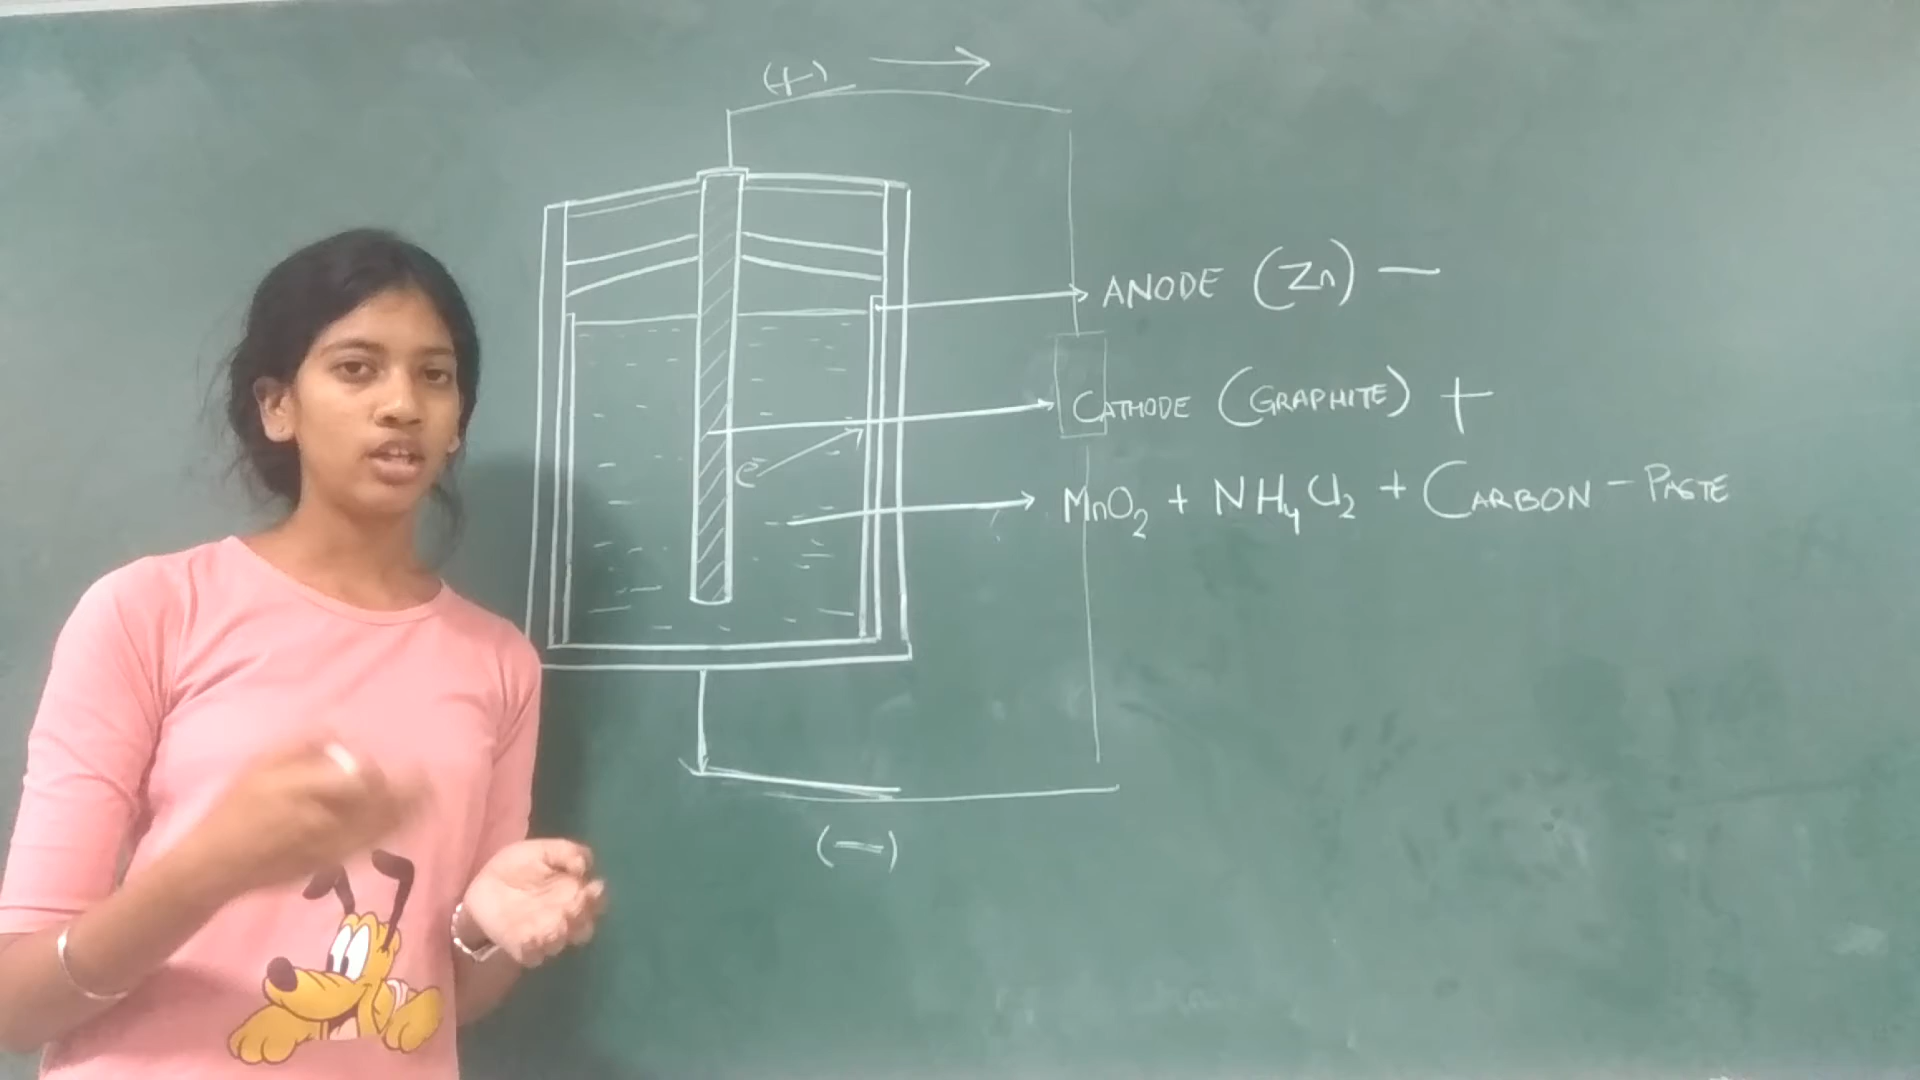 (+)
ANODE (Zn) –
CATHODE (GRAPHITE) +
e⁻
MnO₂ + NH₄Cl₂ + CARBON - PASTE
(–)